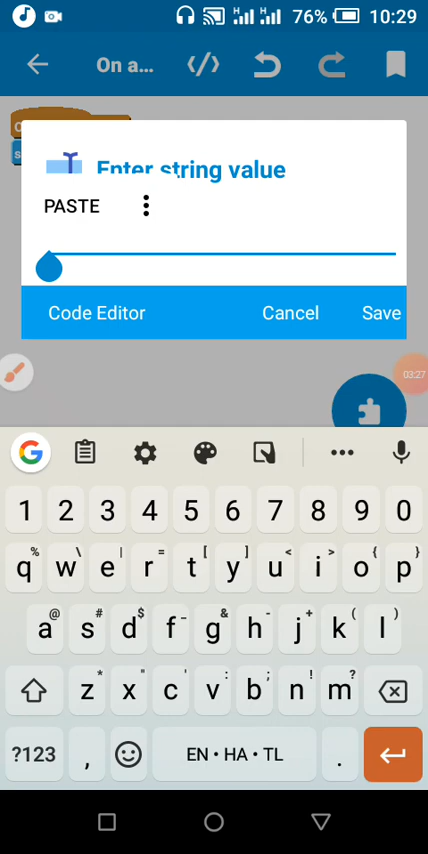 H H 76% 10:29
On a...
Enter string value
PASTE
Code Editor Cancel Save
03:27
G
1 2 3 4 5 6 7 8 9 0
% \ | = [ ] < > { }
q w e r t y u i o p
@ # $ _ & - + ( )
a s d f g h j k l
* " ' : ; ! ?
z x c v b n m
?123 , EN • HA • TL .